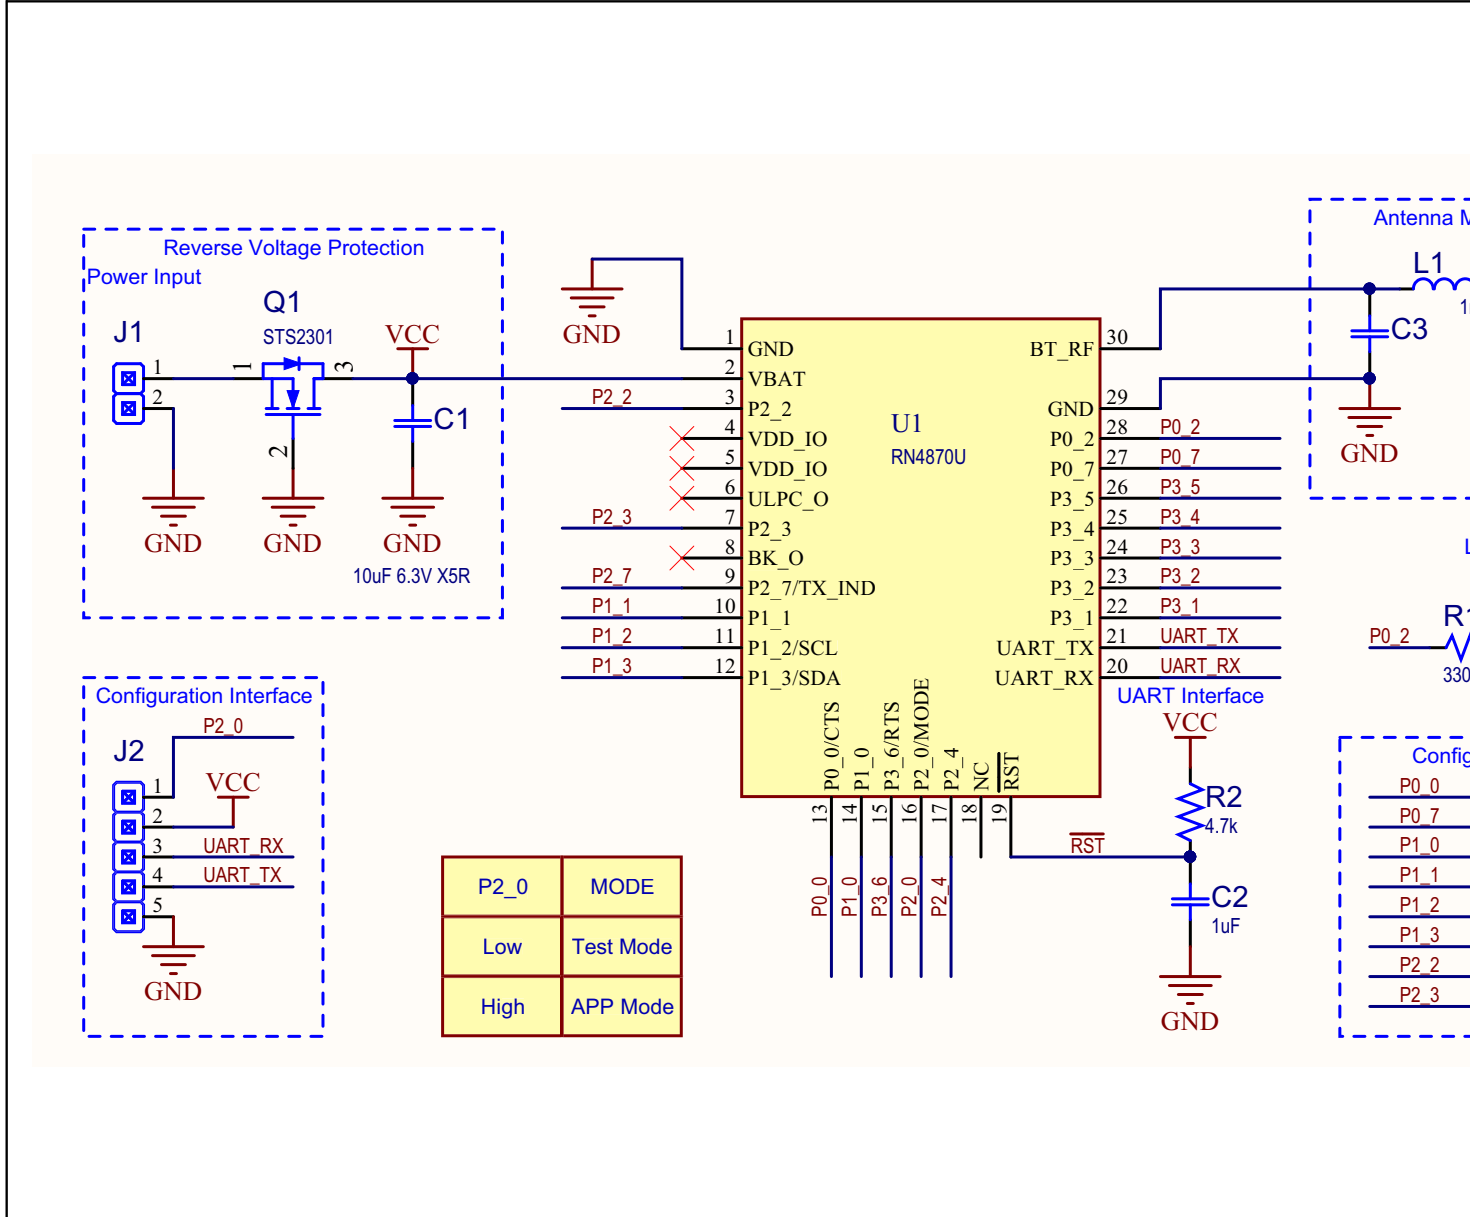 Reverse Voltage Protection
Power Input
J1
1
2
Q1
STS2301
1
3
2
VCC
C1
GND
GND
GND
10uF 6.3V X5R
Configuration Interface
P2_0
J2
1
VCC
2
3 UART_RX
4 UART_TX
5
GND
P2_0 MODE
Low Test Mode
High APP Mode
GND
1 GND
2 VBAT
P2_2 3 P2_2
4 VDD_IO
5 VDD_IO
6 ULPC_O
P2_3 7 P2_3
8 BK_O
P2_7 9 P2_7/TX_IND
P1_1 10 P1_1
P1_2 11 P1_2/SCL
P1_3 12 P1_3/SDA
U1
RN4870U
BT_RF 30
GND 29
P0_2 28 P0_2
P0_7 27 P0_7
P3_5 26 P3_5
P3_4 25 P3_4
P3_3 24 P3_3
P3_2 23 P3_2
P3_1 22 P3_1
UART_TX 21 UART_TX
UART_RX 20 UART_RX
UART Interface
P0_0/CTS 13 P0_0
P1_0 14 P1_0
P3_6/RTS 15 P3_6
P2_0/MODE 16 P2_0
P2_4 17 P2_4
NC 18
RST 19
RST
VCC
R2
4.7k
C2
1uF
GND
Antenna M
L1
1
C3
GND
L
R1
P0_2
330
Config
P0_0
P0_7
P1_0
P1_1
P1_2
P1_3
P2_2
P2_3